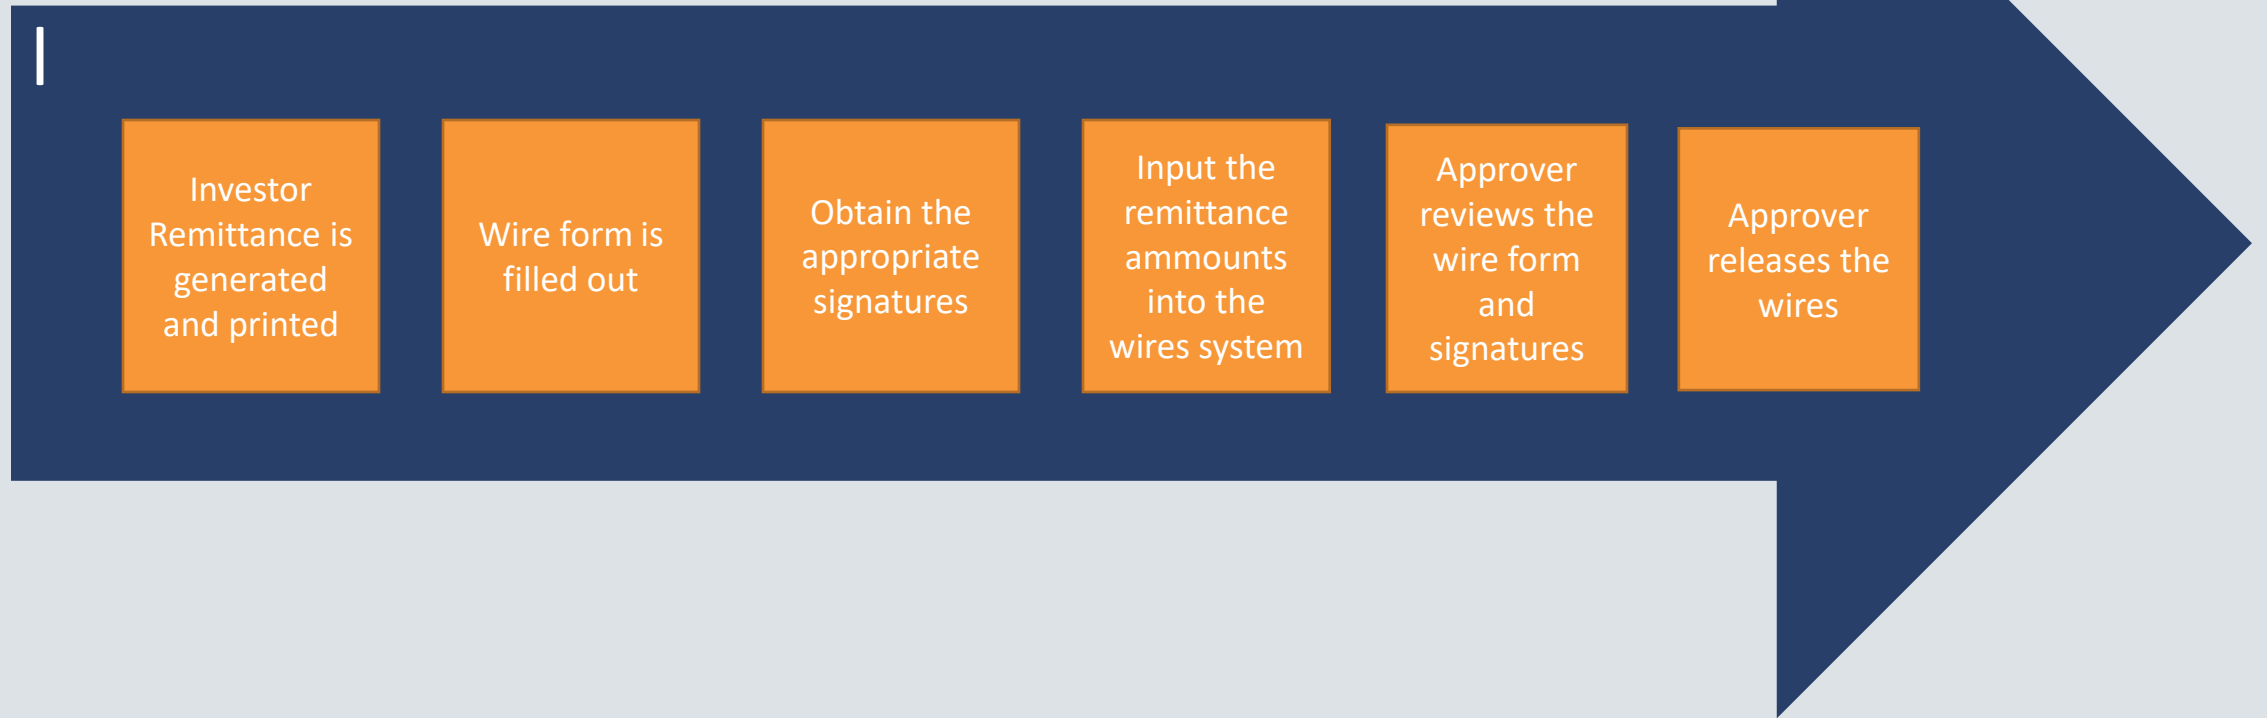 Investor
Remittance is
generated
and printed
Wire form is
filled out
Obtain the
appropriate
signatures
Input the
remittance
ammounts
into the
wires system
Approver
reviews the
wire form
and
signatures
Approver
releases the
wires